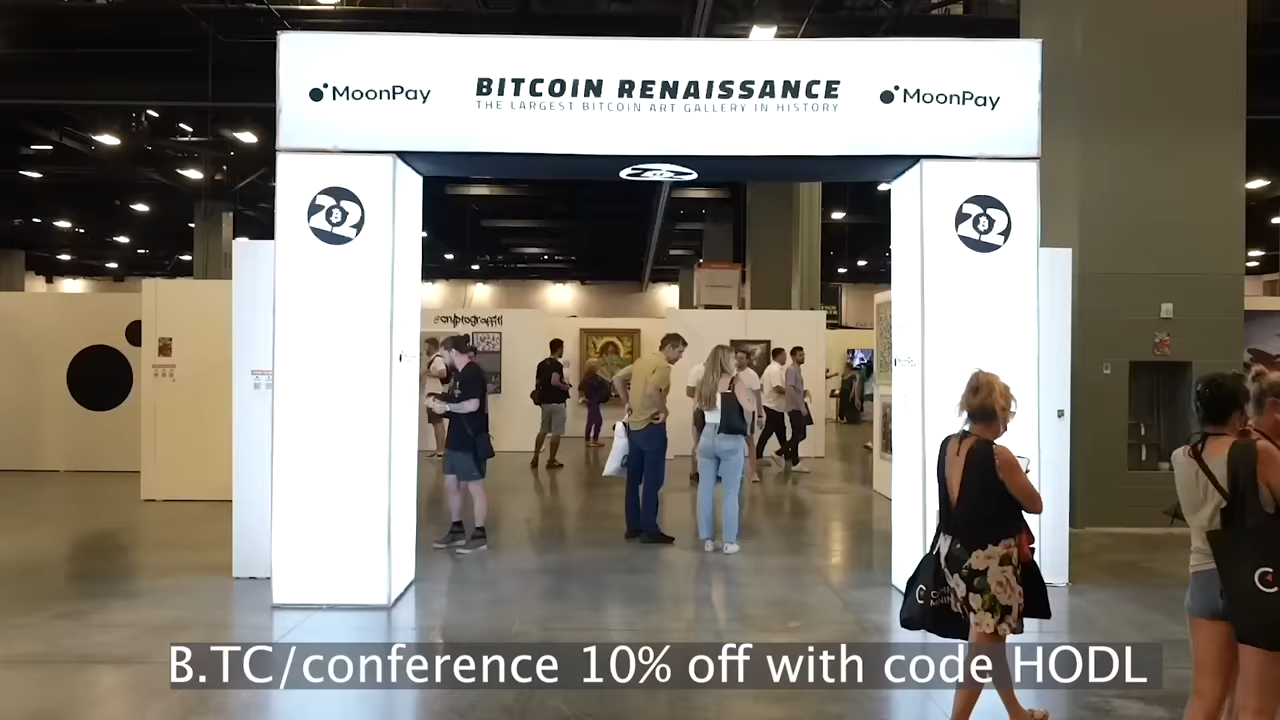 MoonPay
BITCOIN RENAISSANCE
THE LARGEST BITCOIN ART GALLERY IN HISTORY
MoonPay
22
22
@cryptograffiti
B.TC/conference 10% off with code HODL